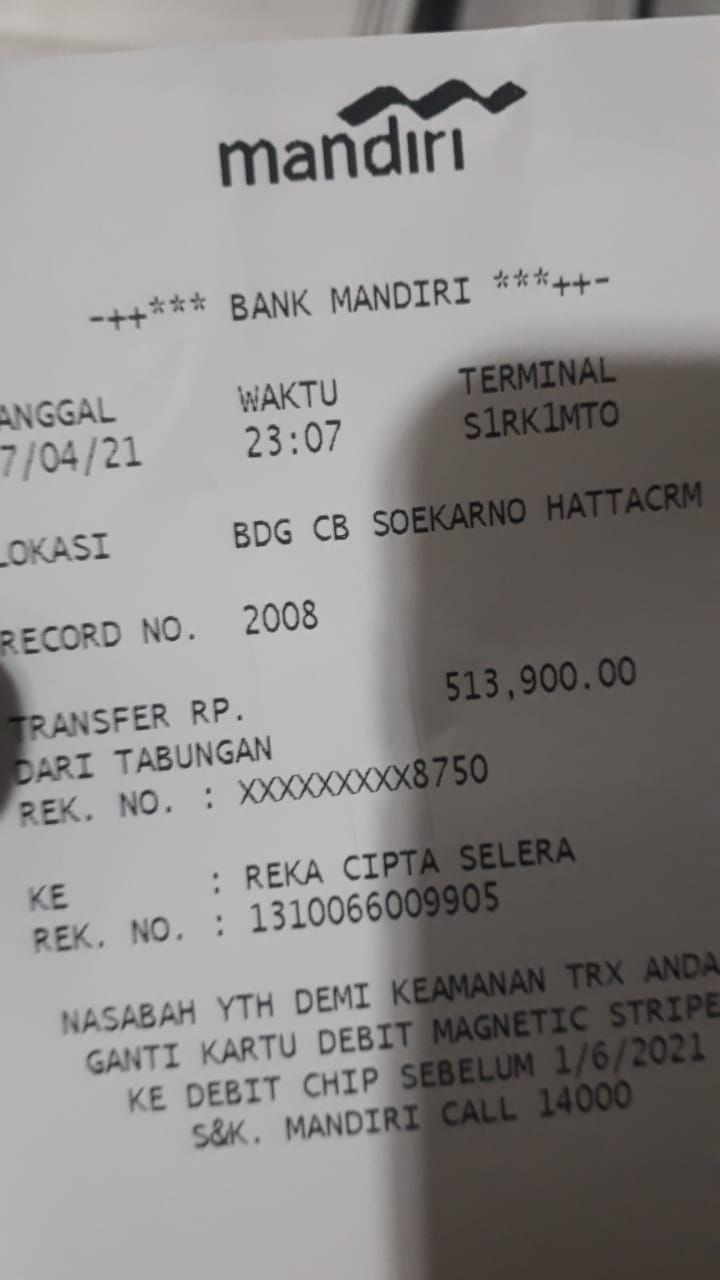 mandiri
-++*** BANK MANDIRI ***++-
ANGGAL WAKTU TERMINAL
7/04/21 23:07 S1RK1MTO
LOKASI BDG CB SOEKARNO HATTACRM
RECORD NO. 2008
TRANSFER RP. 513,900.00
DARI TABUNGAN
REK. NO. : XXXXXXXXX8750
KE : REKA CIPTA SELERA
REK. NO. : 1310066009905
NASABAH YTH DEMI KEAMANAN TRX ANDA
GANTI KARTU DEBIT MAGNETIC STRIPE
KE DEBIT CHIP SEBELUM 1/6/2021
S&K. MANDIRI CALL 14000